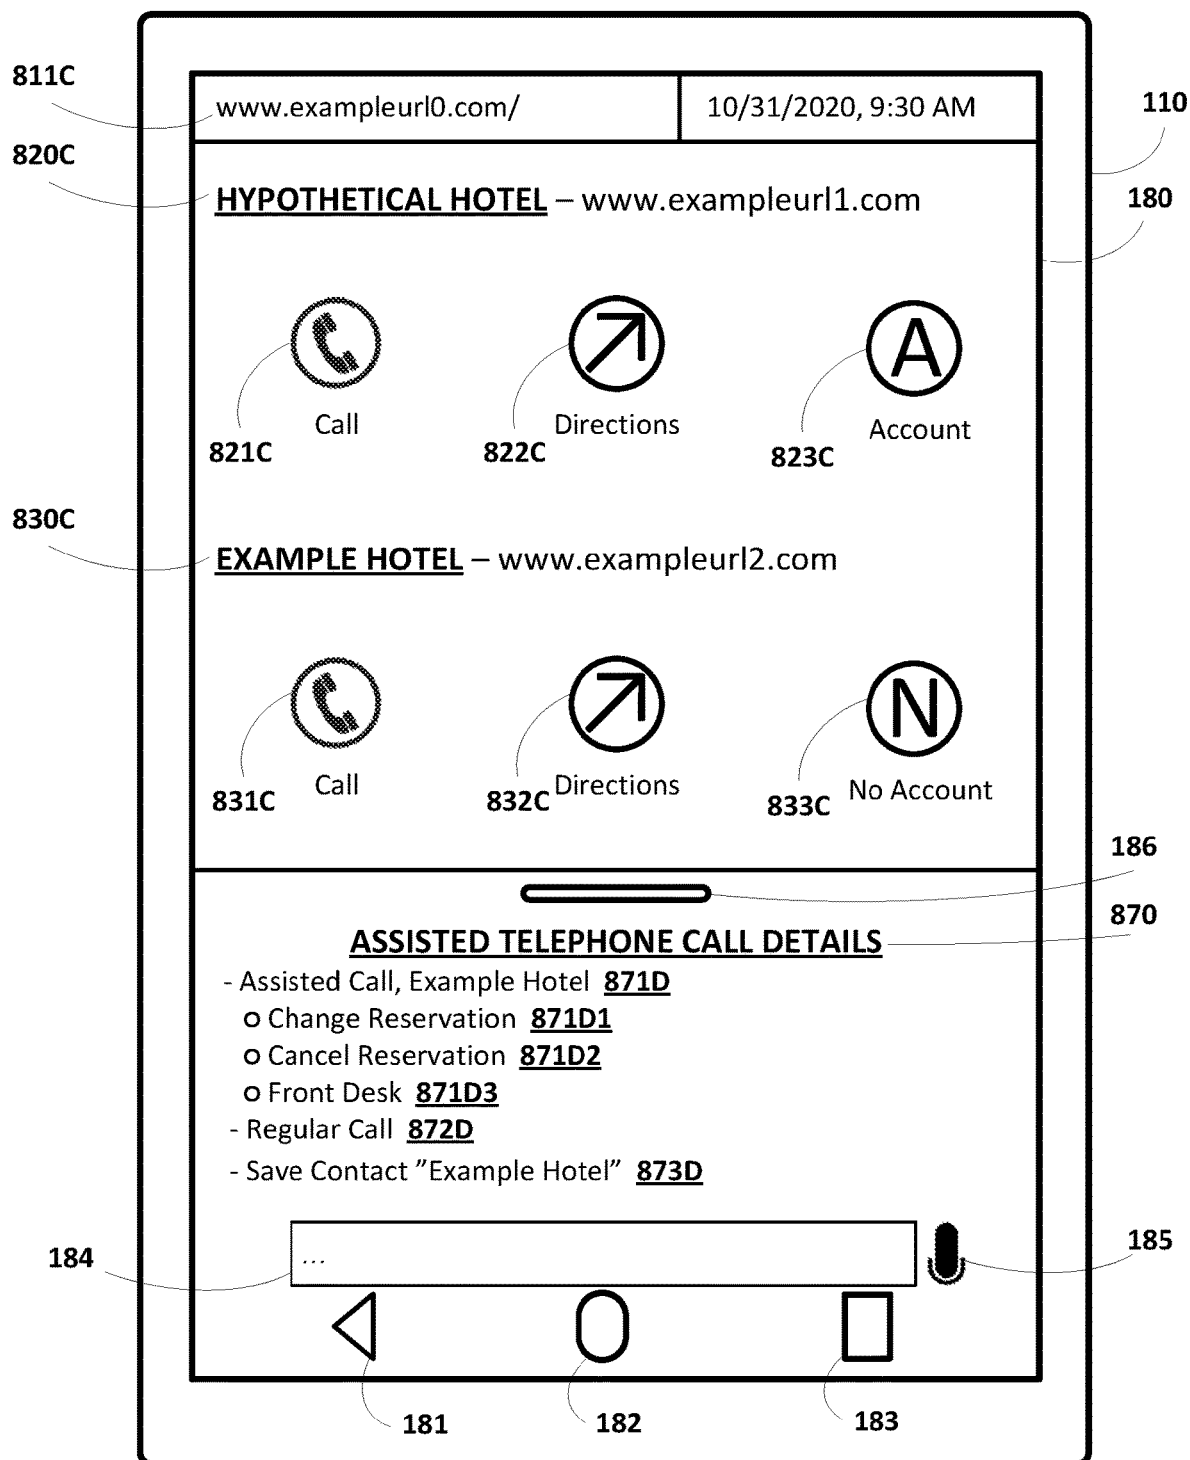 811C
www.exampleurl0.com/ 10/31/2020, 9:30 AM
110
820C
HYPOTHETICAL HOTEL – www.exampleurl1.com
180
A
Call Directions Account
821C 822C 823C
830C
EXAMPLE HOTEL – www.exampleurl2.com
N
Call Directions No Account
831C 832C 833C
186
870
ASSISTED TELEPHONE CALL DETAILS
- Assisted Call, Example Hotel 871D
o Change Reservation 871D1
o Cancel Reservation 871D2
o Front Desk 871D3
- Regular Call 872D
- Save Contact ”Example Hotel” 873D
184 ... 185
181 182 183